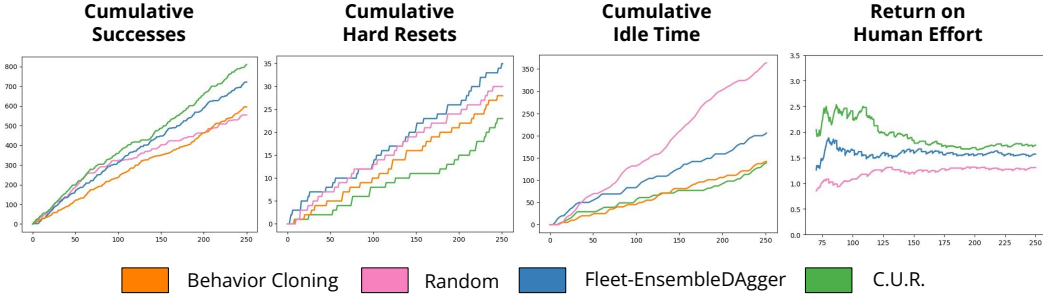 Cumulative
Successes
Cumulative
Hard Resets
Cumulative
Idle Time
Return on
Human Effort
800
700
600
500
400
300
200
100
0
0 50 100 150 200 250
35
30
25
20
15
10
5
0
0 50 100 150 200 250
350
300
250
200
150
100
50
0
0 50 100 150 200 250
3.5
3.0
2.5
2.0
1.5
1.0
0.5
0.0
75 100 125 150 175 200 225 250
Behavior Cloning Random Fleet-EnsembleDAgger C.U.R.